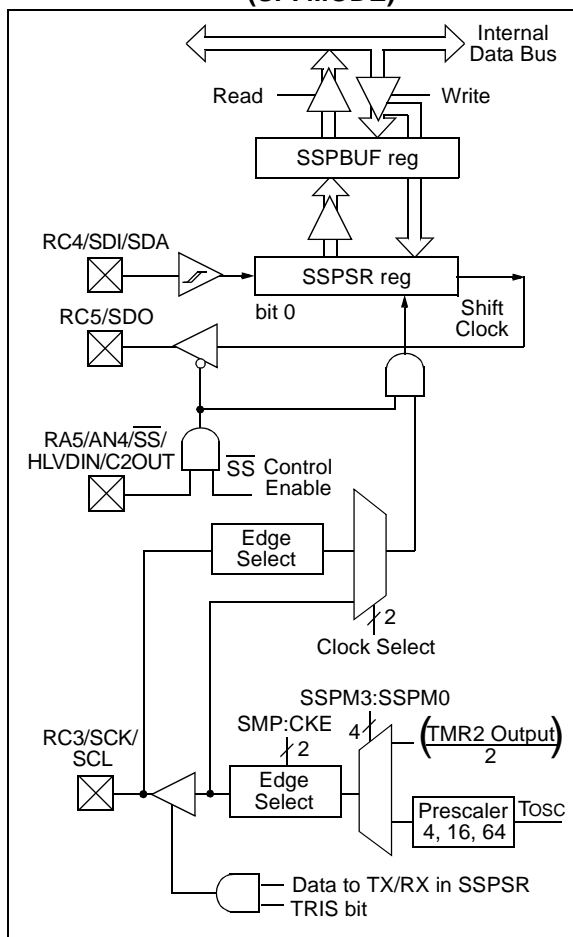 Internal
Data Bus
Read
Write
SSPBUF reg
RC4/SDI/SDA
SSPSR reg
bit 0
Shift
Clock
RC5/SDO
RA5/AN4/SS/
HLVDIN/C2OUT
SS Control
Enable
Edge
Select
2
Clock Select
SSPM3:SSPM0
SMP:CKE
4
(TMR2 Output)
2
2
RC3/SCK/
SCL
Edge
Select
Prescaler
4, 16, 64
TOSC
Data to TX/RX in SSPSR
TRIS bit